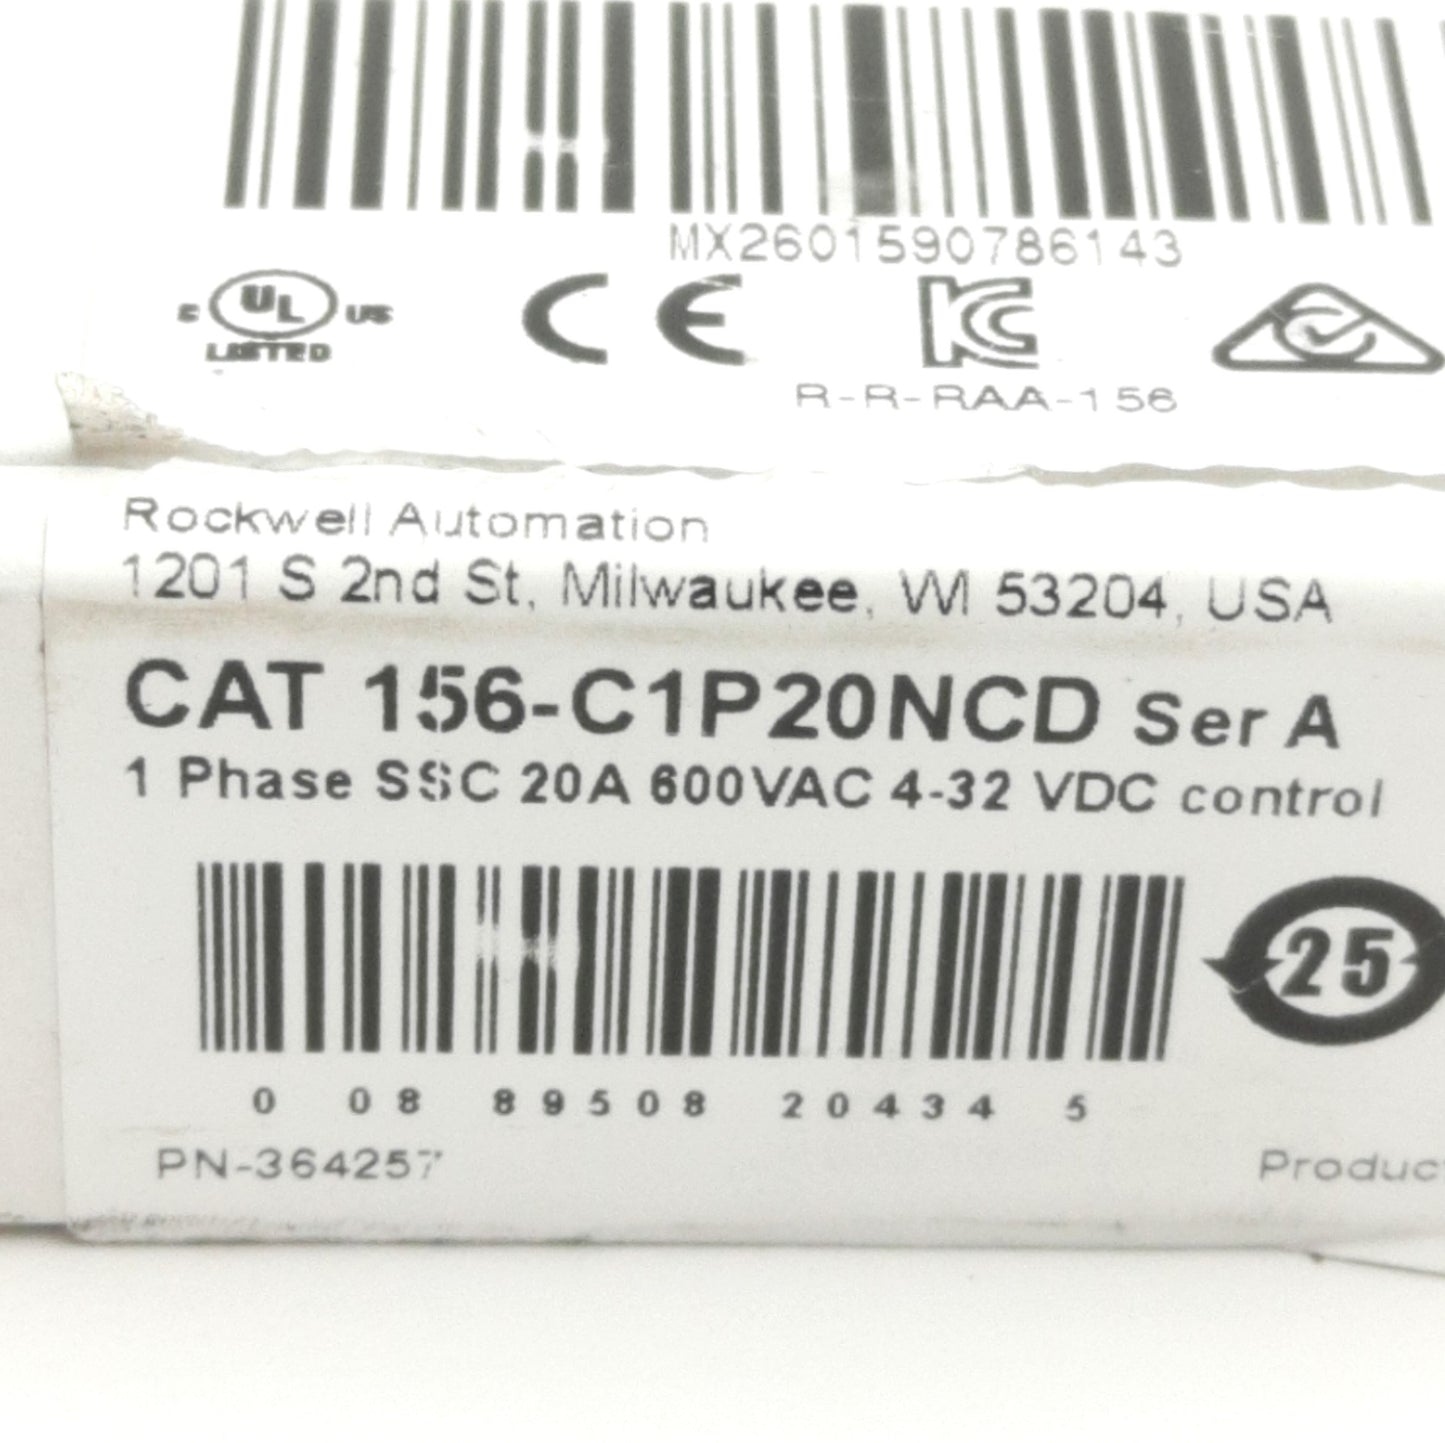 MX2601590786143
C UL US
LISTED
CE
KC
R-R-RAA-156
Rockwell Automation
1201 S 2nd St, Milwaukee, WI 53204, USA
CAT 156-C1P20NCD Ser A
1 Phase SSC 20A 600VAC 4-32 VDC control
25
0 08 89508 20434 5
PN-364257